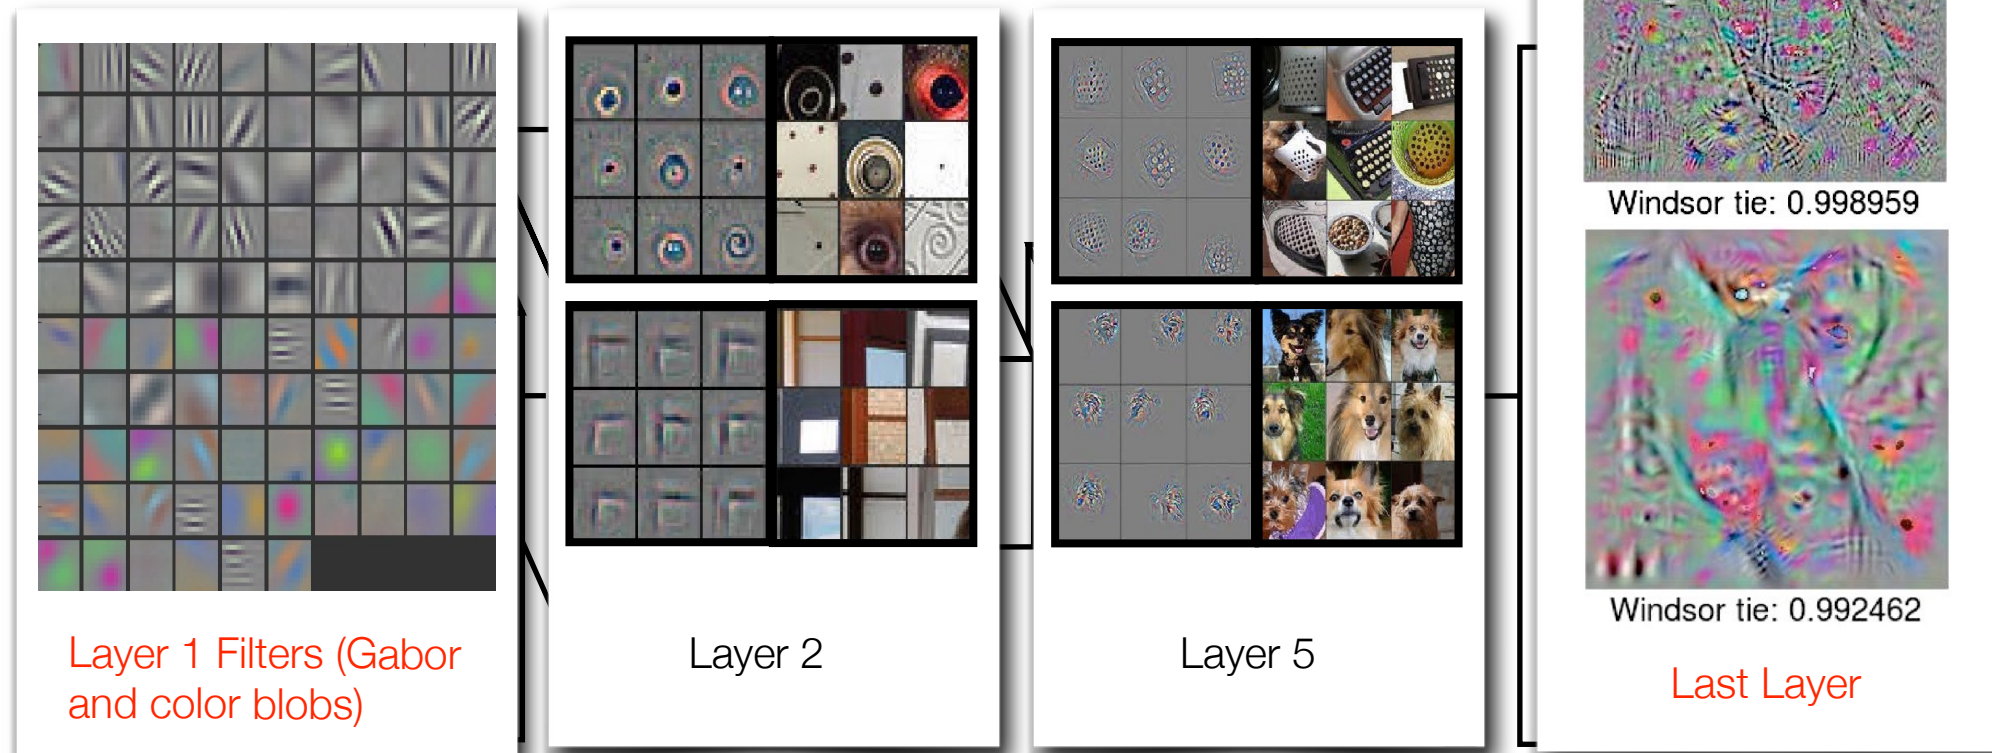 Windsor tie: 0.998959
Windsor tie: 0.992462
Layer 1 Filters (Gabor
and color blobs)
Layer 2
Layer 5
Last Layer